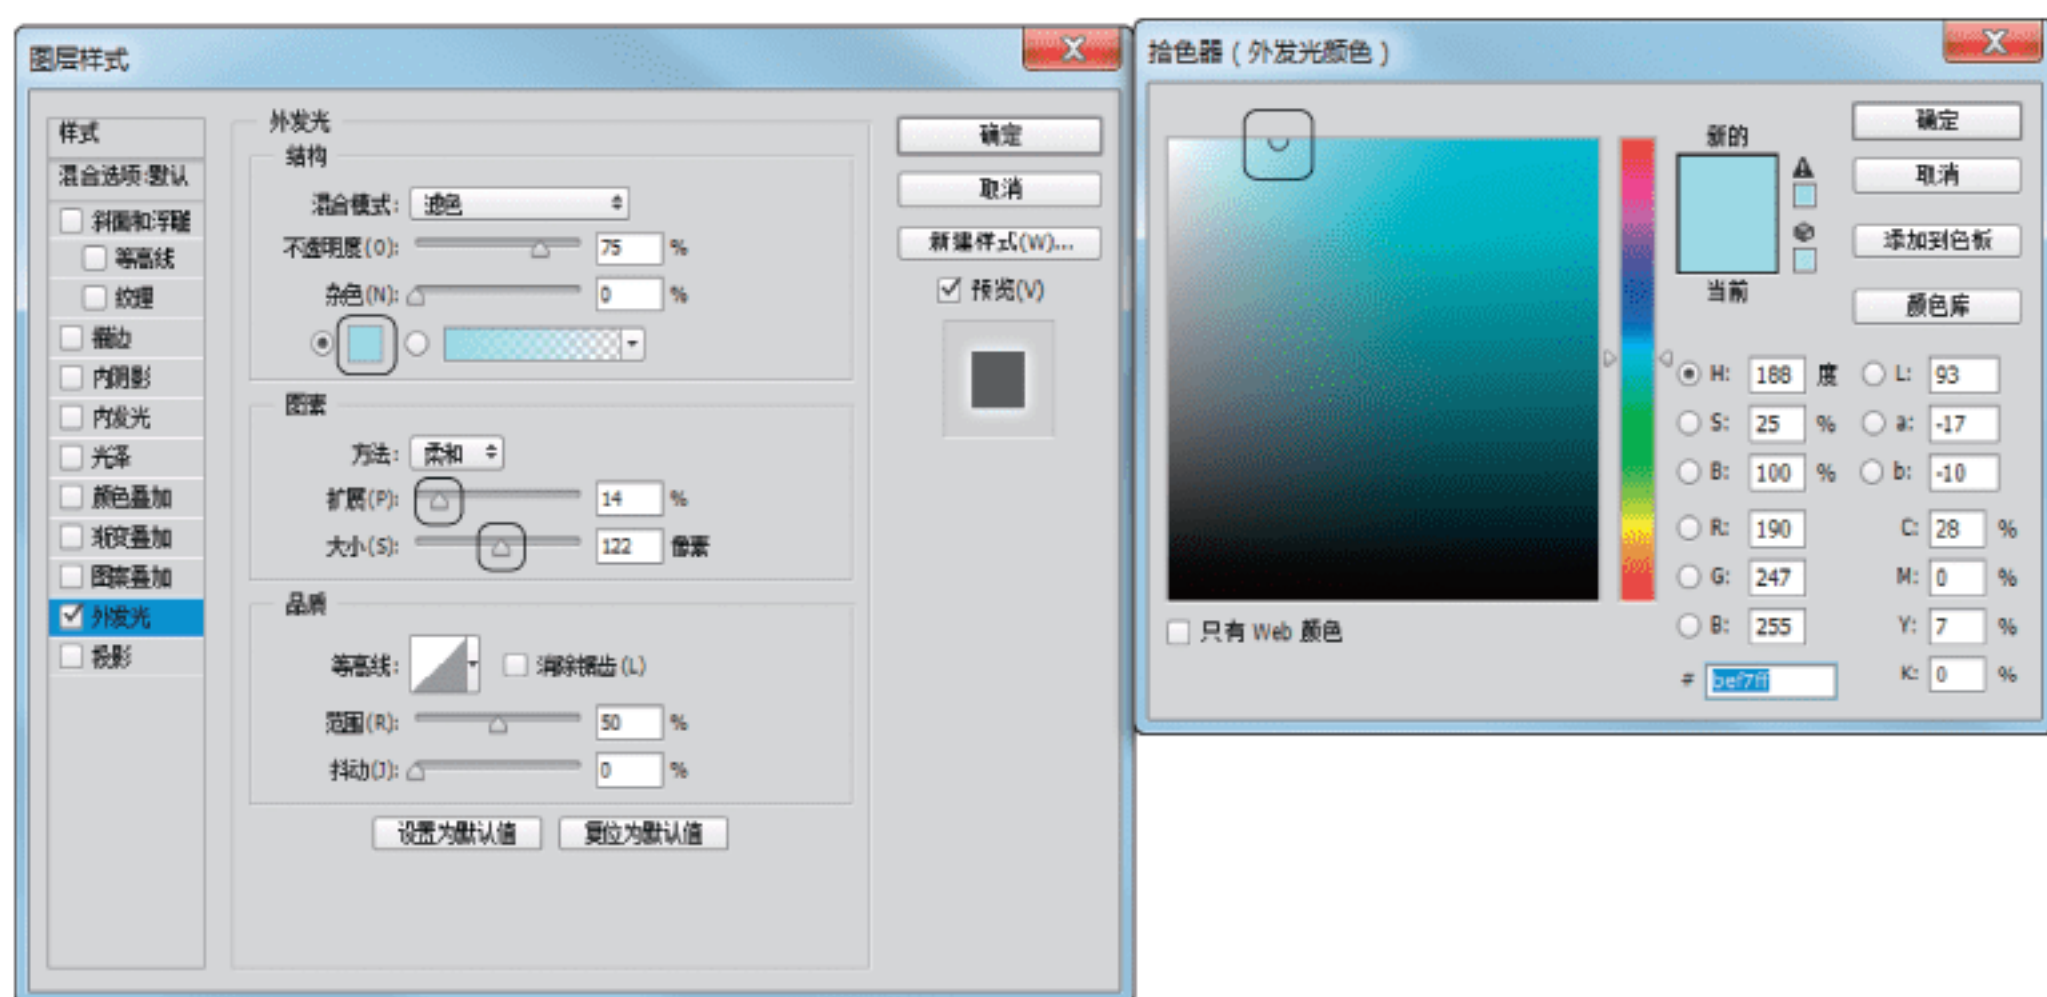 图层样式
样式
混合选项:默认
斜面和浮雕
等高线
纹理
描边
内阴影
内发光
光泽
颜色叠加
渐变叠加
图案叠加
外发光
投影
外发光
结构
混合模式: 滤色
不透明度(O): 75 %
杂色(N): 0 %
图素
方法: 柔和
扩展(P): 14 %
大小(S): 122 像素
品质
等高线: 消除锯齿(L)
范围(R): 50 %
抖动(J): 0 %
设置为默认值 复位为默认值
确定
取消
新建样式(W)...
预览(V)
拾色器(外发光颜色)
新的
当前
确定
取消
添加到色板
颜色库
H: 188 度 L: 93
S: 25 % a: -17
B: 100 % b: -10
R: 190 C: 28 %
G: 247 M: 0 %
B: 255 Y: 7 %
# bef7ff K: 0 %
只有 Web 颜色